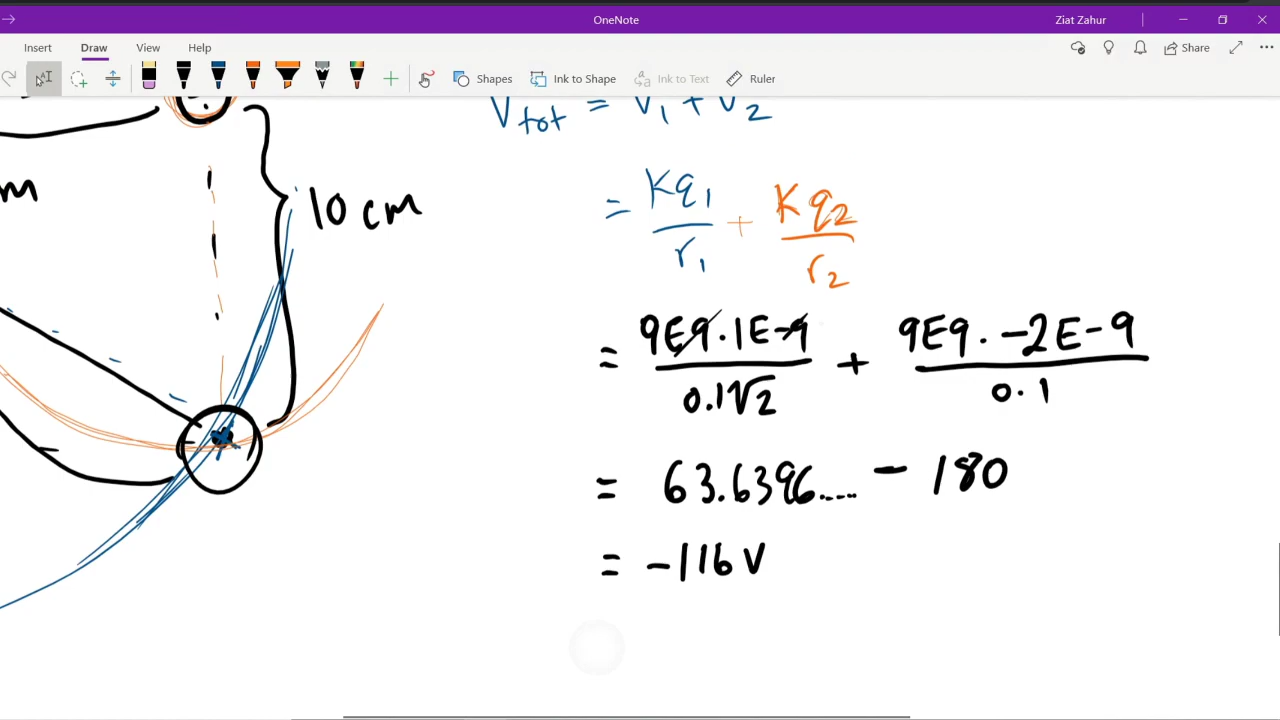 OneNote
Ziat Zahur
Insert Draw View Help
Share
Shapes Ink to Shape Ink to Text Ruler
Vtot = V1 + V2
m
10 cm
= Kq1/r1 + Kq2/r2
= 9E9·1E-9/0.1√2 + 9E9·-2E-9/0.1
= 63.6396..... - 180
= -116 V